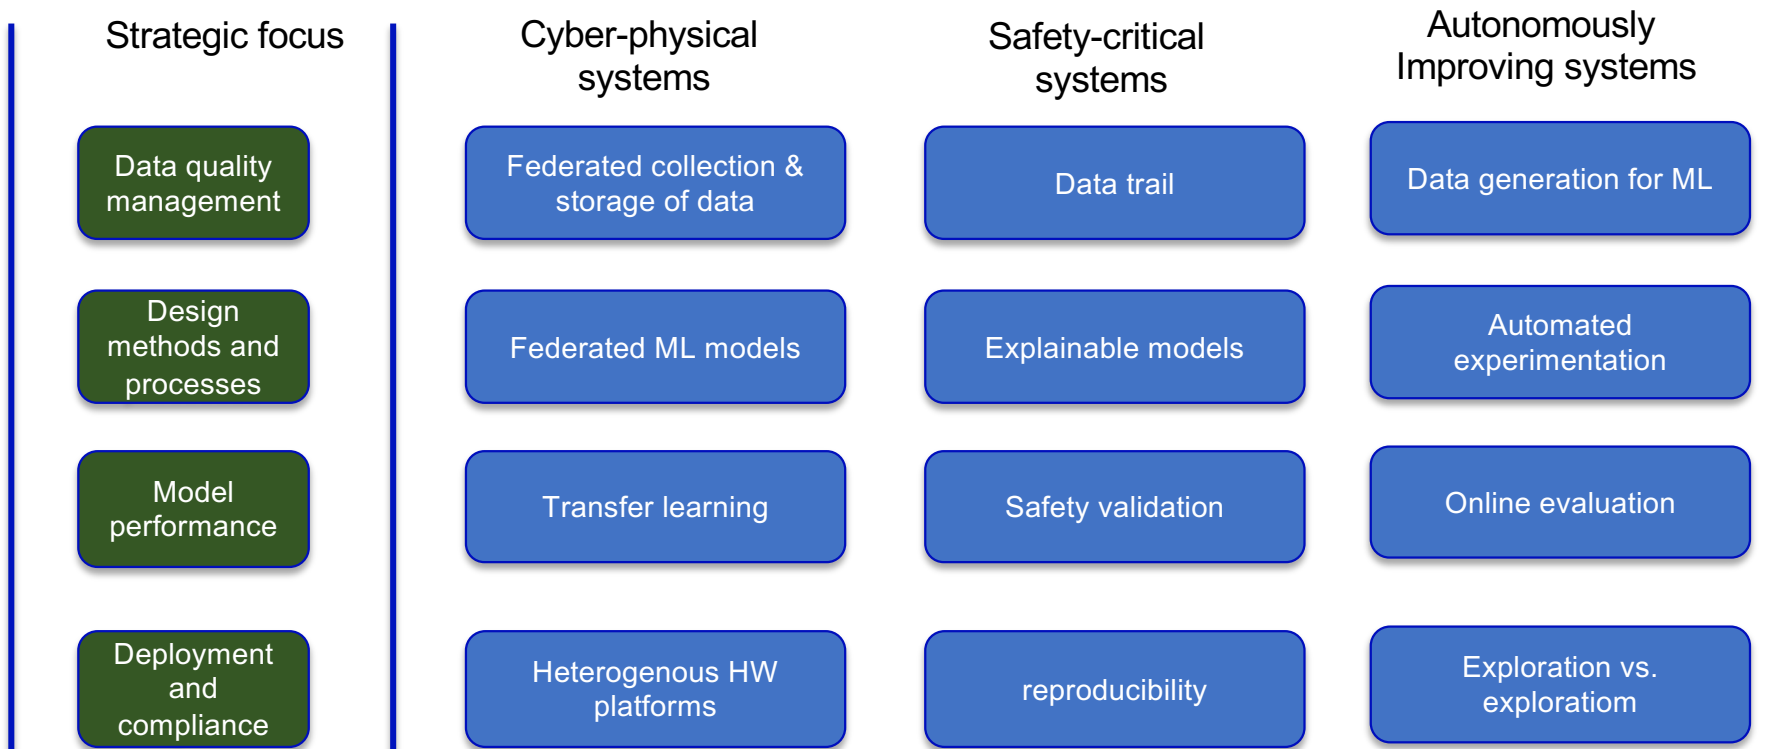 Strategic focus
Cyber-physical
systems
Safety-critical
systems
Autonomously
Improving systems
Data quality
management
Federated collection &
storage of data
Data trail
Data generation for ML
Design
methods and
processes
Federated ML models
Explainable models
Automated
experimentation
Model
performance
Transfer learning
Safety validation
Online evaluation
Deployment
and
compliance
Heterogenous HW
platforms
reproducibility
Exploration vs.
exploratiom